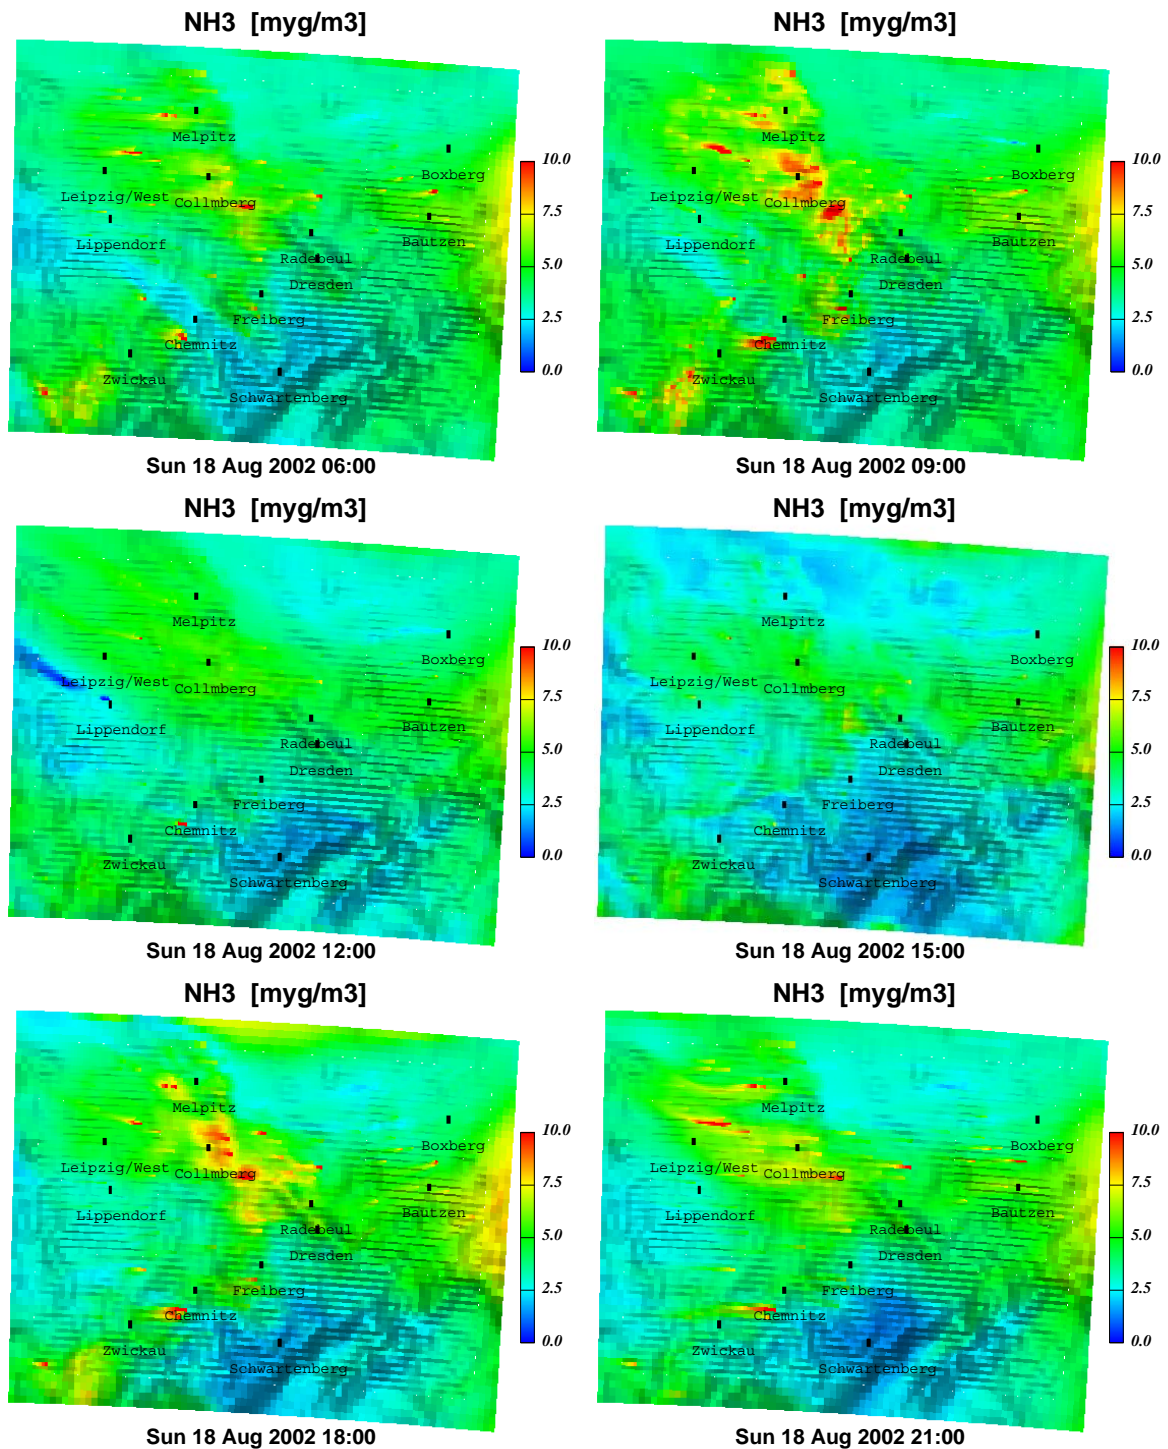 NH3 [myg/m3]
Melpitz
Boxberg
Leipzig/West
Collmberg
Lippendorf
Bautzen
Radebeul
Dresden
Freiberg
Chemnitz
Zwickau
Schwartenberg
10.0
7.5
5.0
2.5
0.0
Sun 18 Aug 2002 06:00
NH3 [myg/m3]
Melpitz
Boxberg
Leipzig/West
Collmberg
Lippendorf
Bautzen
Radebeul
Dresden
Freiberg
Chemnitz
Zwickau
Schwartenberg
10.0
7.5
5.0
2.5
0.0
Sun 18 Aug 2002 09:00
NH3 [myg/m3]
Melpitz
Boxberg
Leipzig/West
Collmberg
Lippendorf
Bautzen
Radebeul
Dresden
Freiberg
Chemnitz
Zwickau
Schwartenberg
10.0
7.5
5.0
2.5
0.0
Sun 18 Aug 2002 12:00
NH3 [myg/m3]
Melpitz
Boxberg
Leipzig/West
Collmberg
Lippendorf
Bautzen
Radebeul
Dresden
Freiberg
Chemnitz
Zwickau
Schwartenberg
10.0
7.5
5.0
2.5
0.0
Sun 18 Aug 2002 15:00
NH3 [myg/m3]
Melpitz
Boxberg
Leipzig/West
Collmberg
Lippendorf
Bautzen
Radebeul
Dresden
Freiberg
Chemnitz
Zwickau
Schwartenberg
10.0
7.5
5.0
2.5
0.0
Sun 18 Aug 2002 18:00
NH3 [myg/m3]
Melpitz
Boxberg
Leipzig/West
Collmberg
Lippendorf
Bautzen
Radebeul
Dresden
Freiberg
Chemnitz
Zwickau
Schwartenberg
10.0
7.5
5.0
2.5
0.0
Sun 18 Aug 2002 21:00